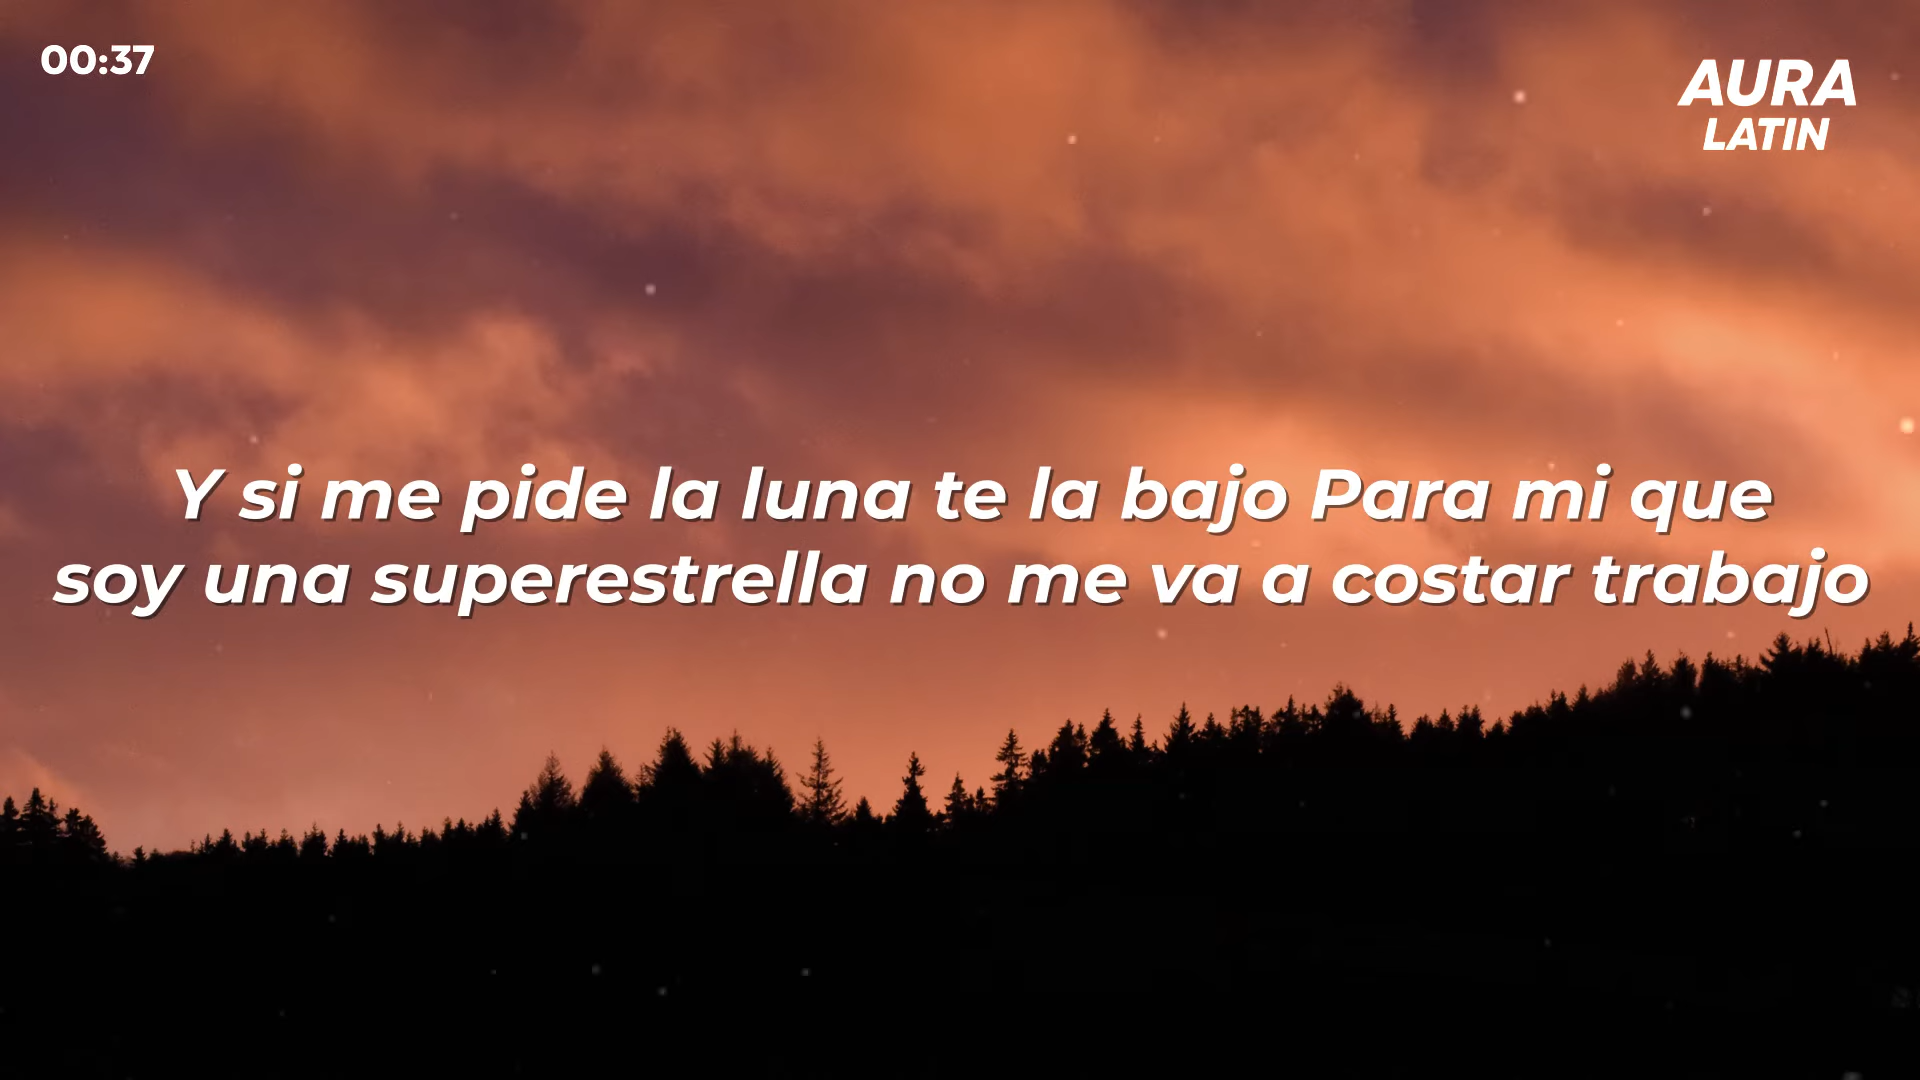 00:37
AURA
LATIN
Y si me pide la luna te la bajo Para mi que
soy una superestrella no me va a costar trabajo